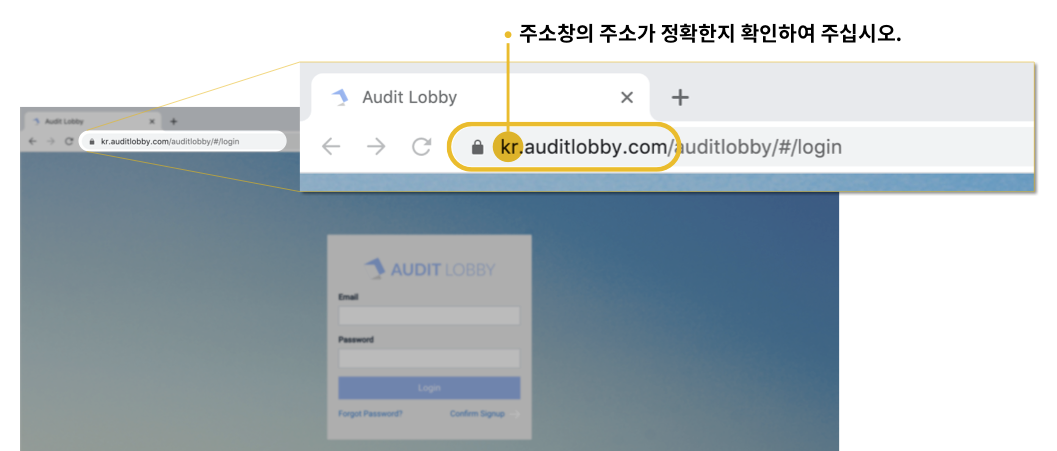 주소창의 주소가 정확한지 확인하여 주십시오.
Audit Lobby
kr.auditlobby.com/auditlobby/#/login
Audit Lobby
kr.auditlobby.com/auditlobby/#/login
AUDIT LOBBY
Email
Password
Login
Forgot Password? Confirm Signup